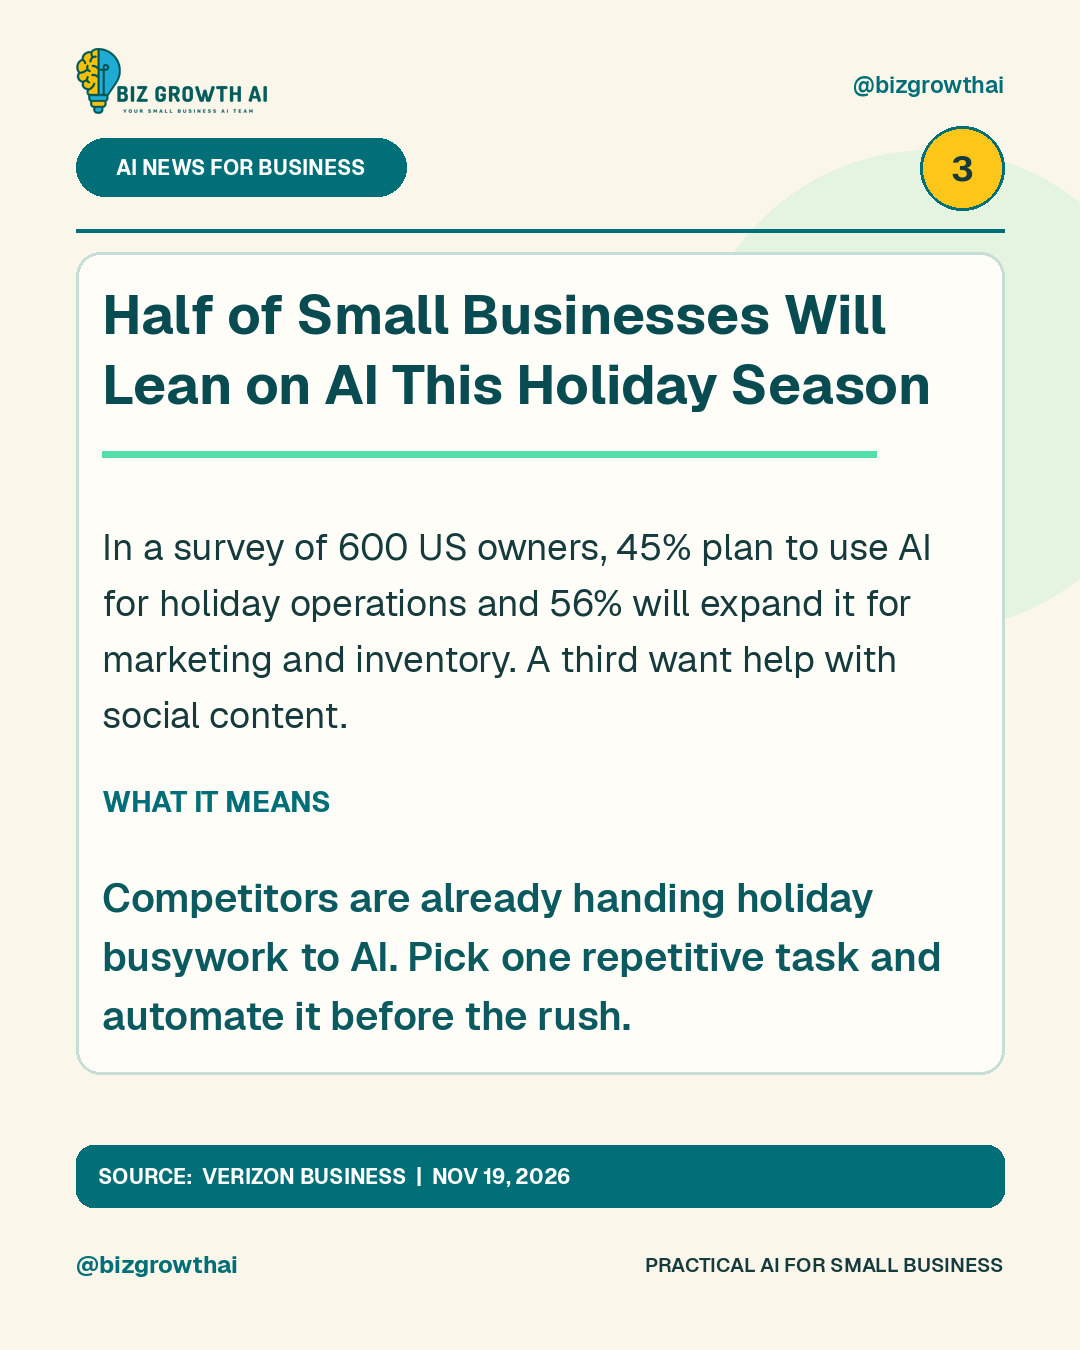 BIZ GROWTH AI
YOUR SMALL BUSINESS AI TEAM
@bizgrowthai
AI NEWS FOR BUSINESS
3
Half of Small Businesses Will
Lean on AI This Holiday Season
In a survey of 600 US owners, 45% plan to use AI
for holiday operations and 56% will expand it for
marketing and inventory. A third want help with
social content.
WHAT IT MEANS
Competitors are already handing holiday
busywork to AI. Pick one repetitive task and
automate it before the rush.
SOURCE: VERIZON BUSINESS | NOV 19, 2026
@bizgrowthai
PRACTICAL AI FOR SMALL BUSINESS